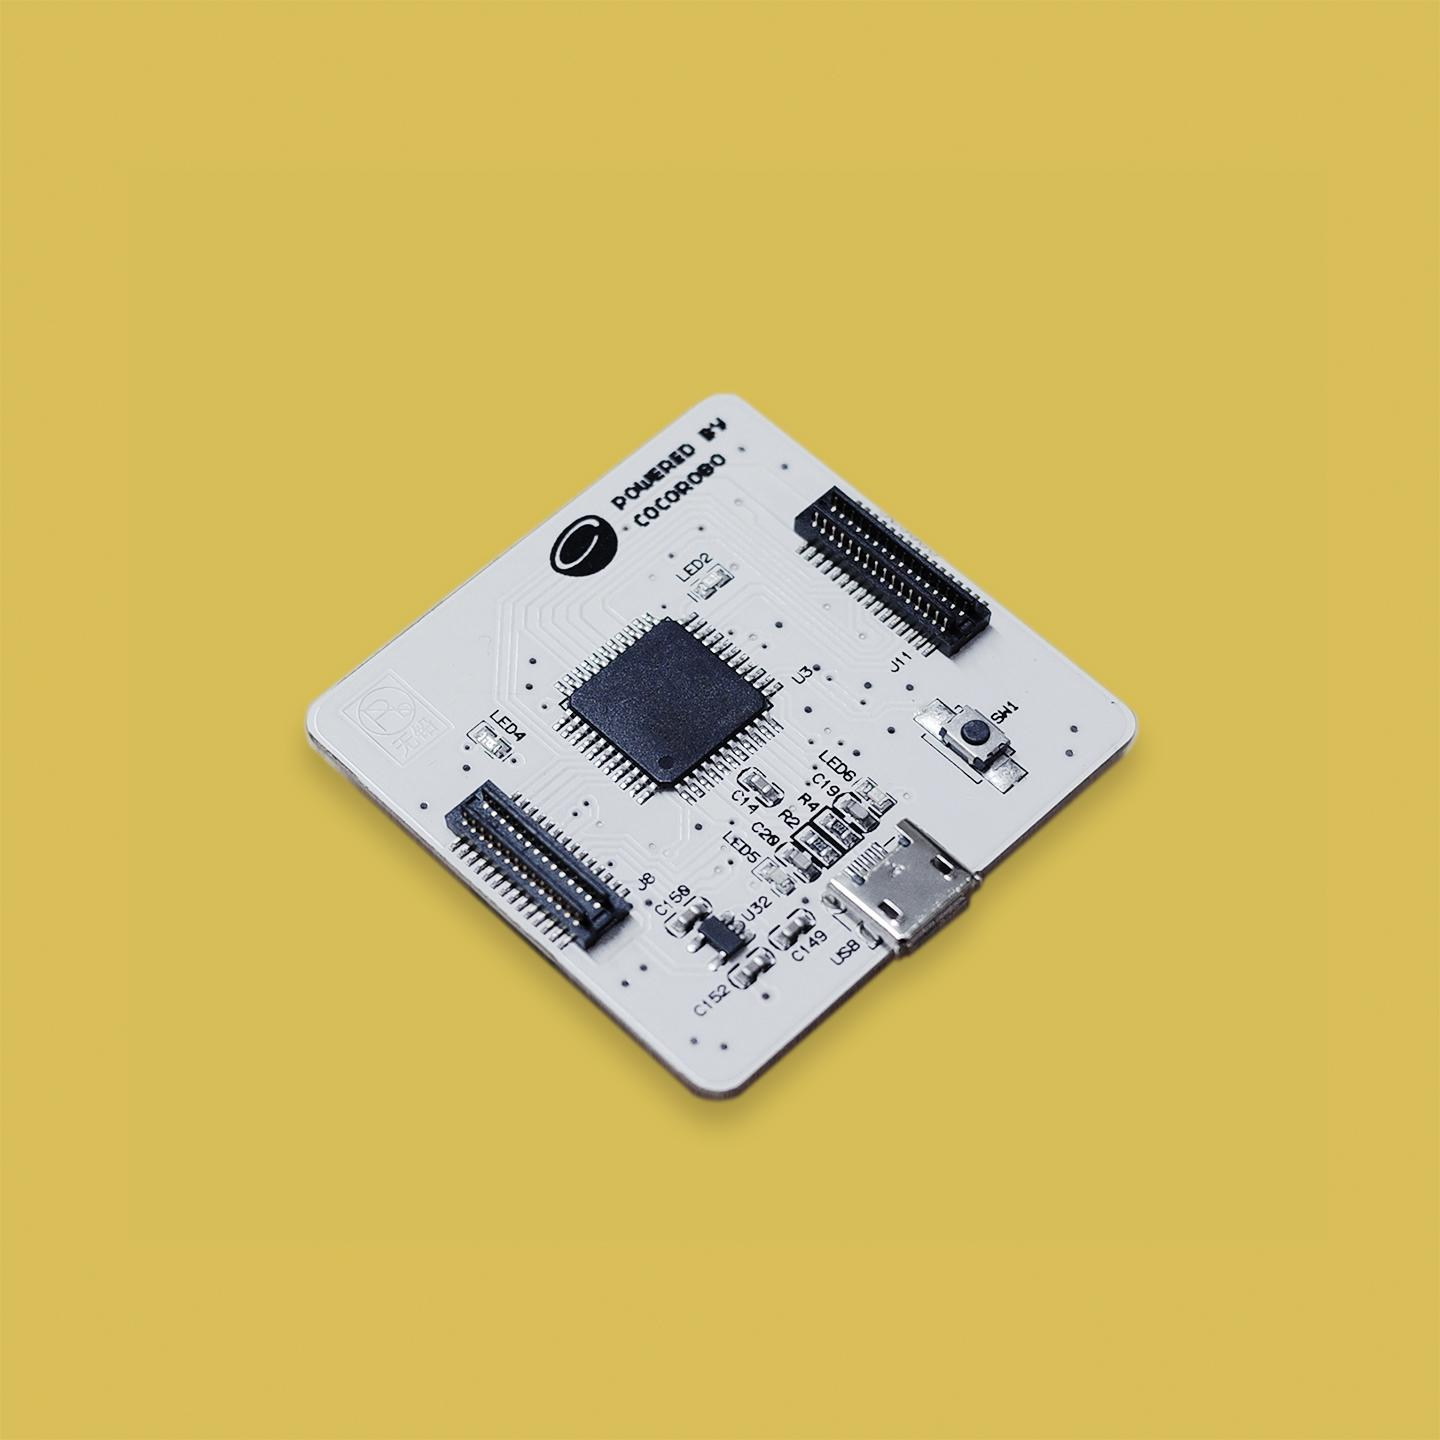 POWERED BY
COCOROBO
LED2
U3
J11
SW1
LED4
LED6
C19
R4
C14
R2
C20
LED5
J8
C150
U32
C149
USB
C152